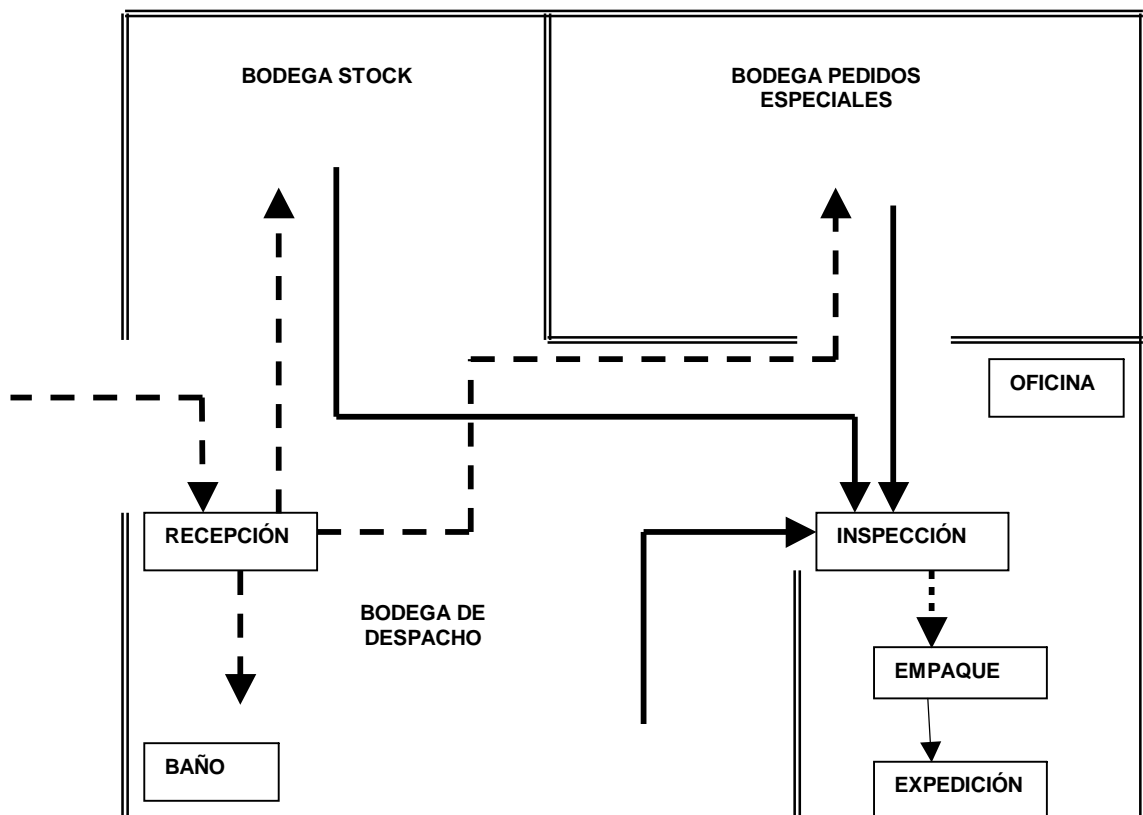 BODEGA STOCK
BODEGA PEDIDOS
ESPECIALES
OFICINA
RECEPCIÓN
INSPECCIÓN
BODEGA DE
DESPACHO
EMPAQUE
BAÑO
EXPEDICIÓN